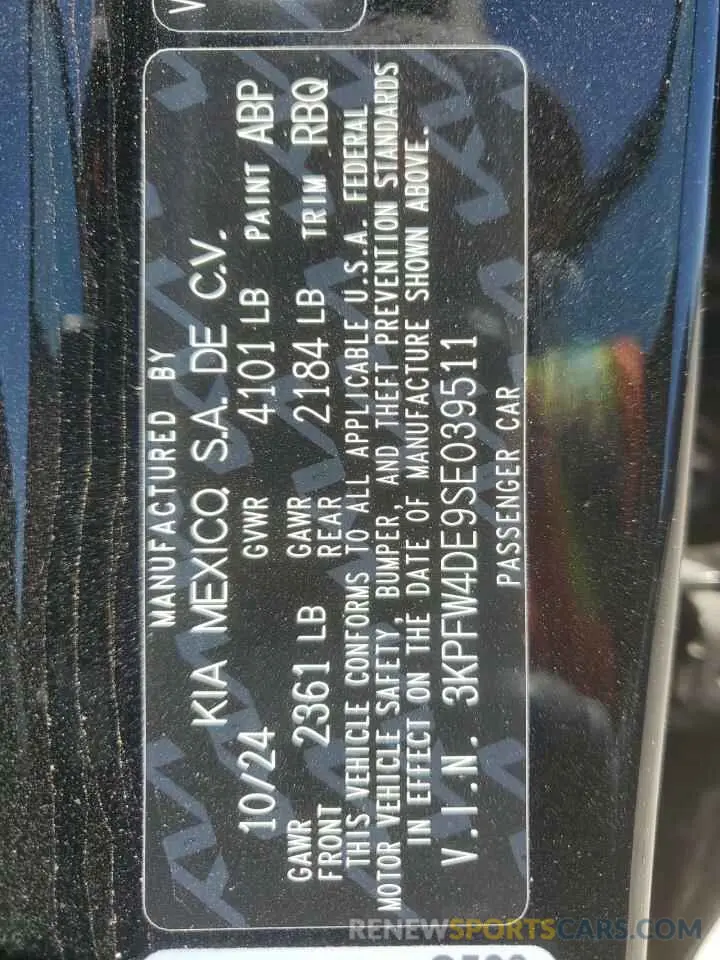 MANUFACTURED BY
KIA MEXICO, S.A. DE C.V.
10/24 GVWR 4101 LB PAINT ABP
GAWR FRONT 2361 LB GAWR REAR 2184 LB TRIM RBQ
THIS VEHICLE CONFORMS TO ALL APPLICABLE U.S.A. FEDERAL
MOTOR VEHICLE SAFETY, BUMPER, AND THEFT PREVENTION STANDARDS
IN EFFECT ON THE DATE OF MANUFACTURE SHOWN ABOVE.
V.I.N. 3KPFW4DE9SE039511
PASSENGER CAR
RENEWSPORTSCARS.COM